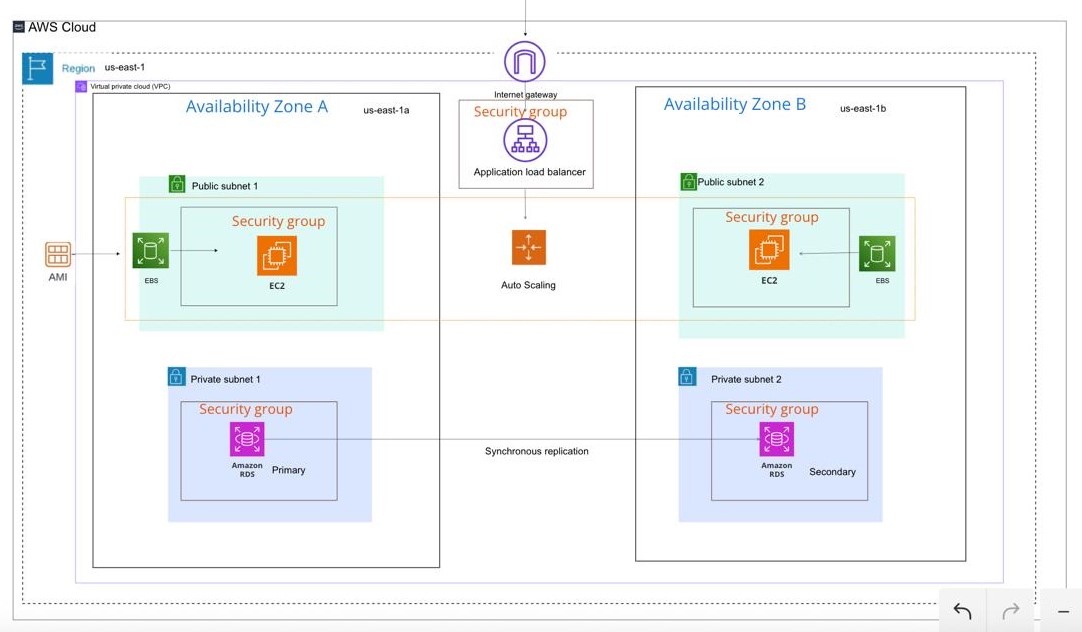 AWS Cloud
Region us-east-1
Virtual private cloud (VPC)
Internet gateway
Availability Zone A us-east-1a
Security group
Application load balancer
Availability Zone B us-east-1b
Public subnet 1
Security group
EC2
EBS
AMI
Auto Scaling
Public subnet 2
Security group
EC2
EBS
Private subnet 1
Security group
Amazon
RDS
Primary
Synchronous replication
Private subnet 2
Security group
Amazon
RDS
Secondary